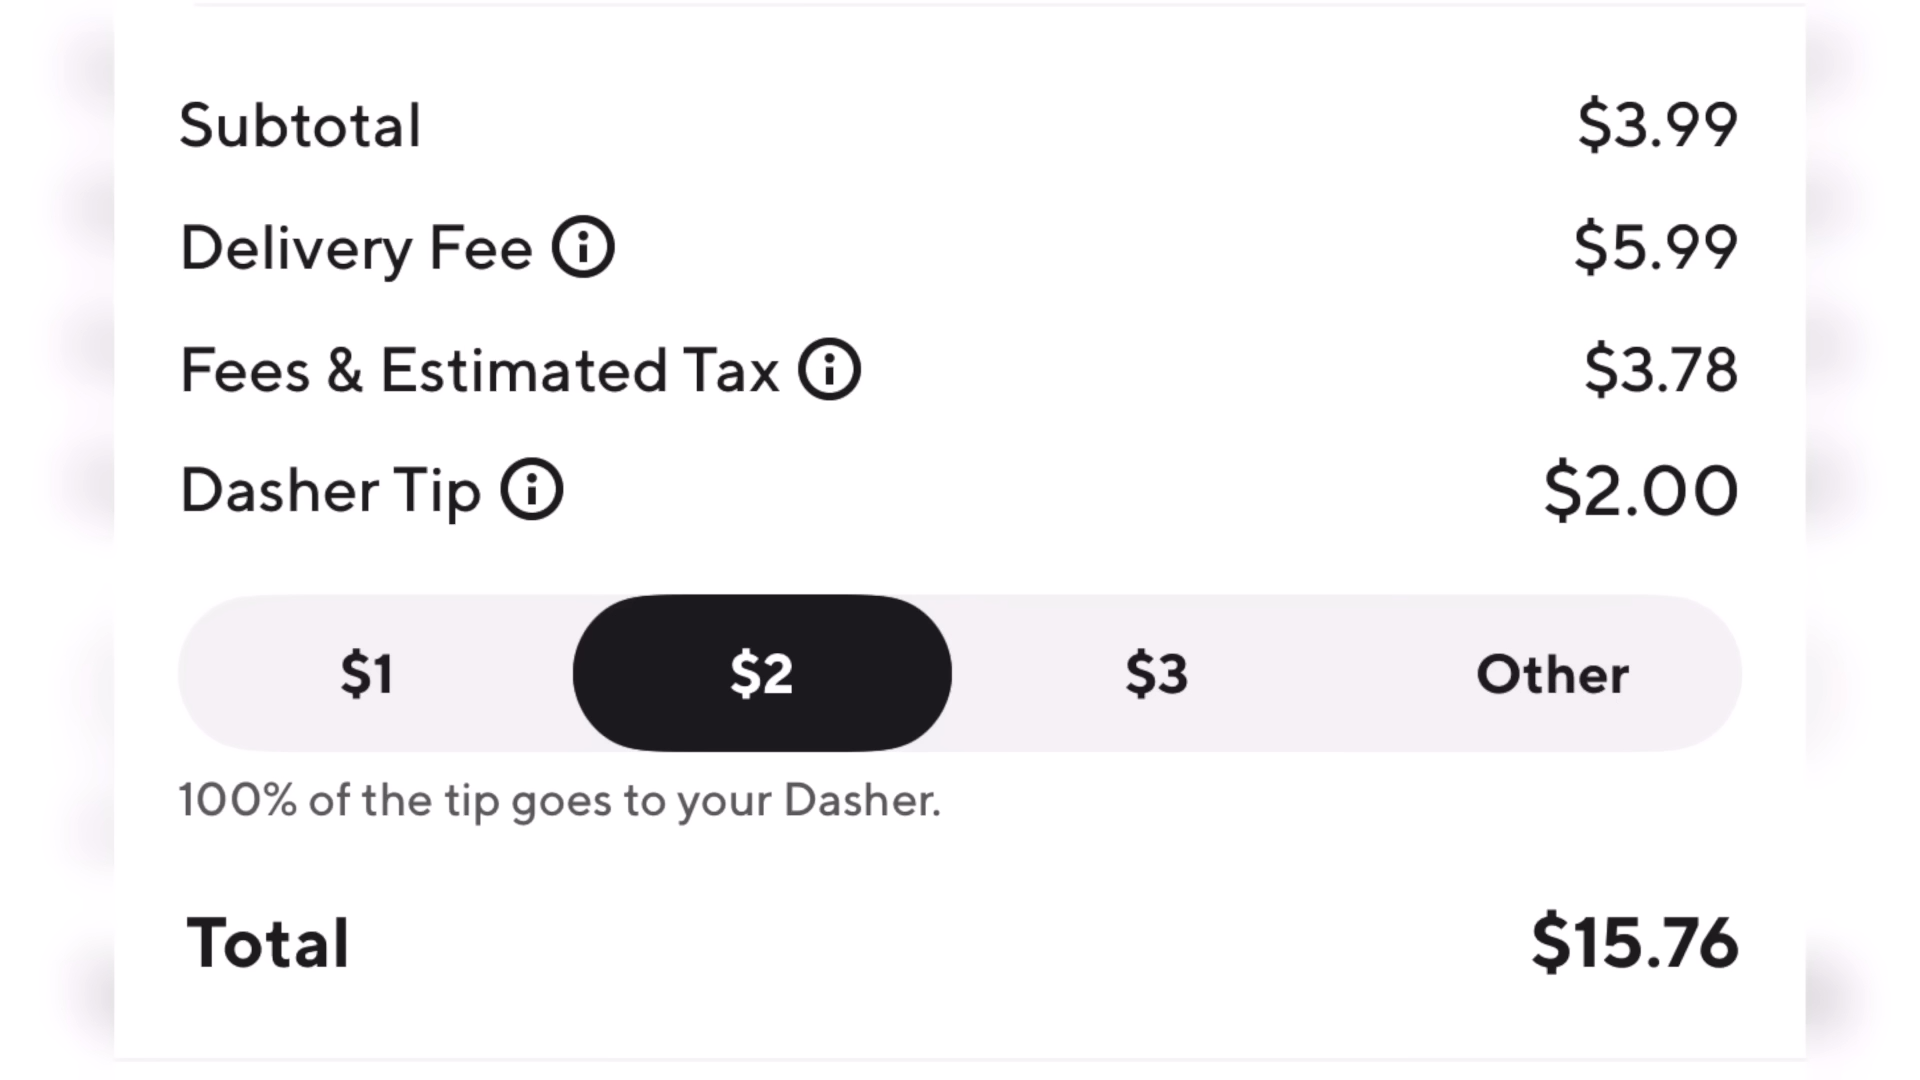 Subtotal $3.99
Delivery Fee $5.99
Fees & Estimated Tax $3.78
Dasher Tip $2.00
$1 $2 $3 Other
100% of the tip goes to your Dasher.
Total $15.76